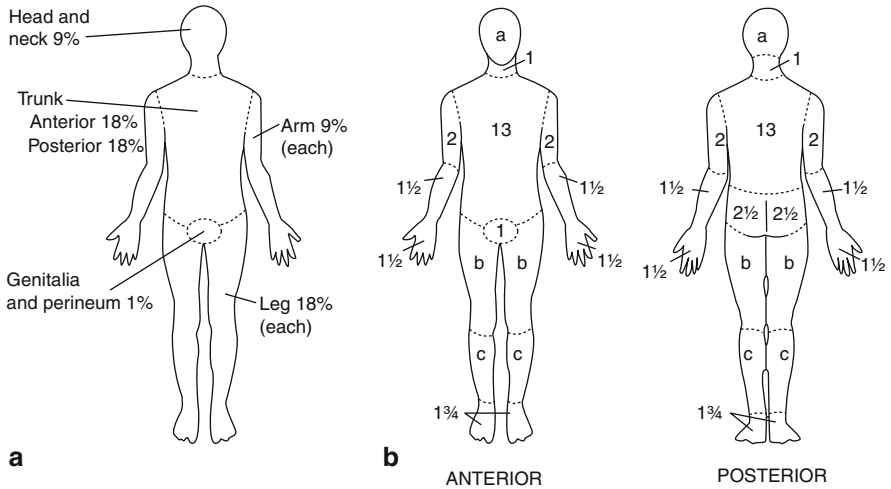 Head and
neck 9%
Trunk
Anterior 18%
Posterior 18%
Arm 9%
(each)
Genitalia
and perineum 1%
Leg 18%
(each)
a
a
1
13
2
2
1½
1½
1
1½
1½
b
b
c
c
1¾
b
ANTERIOR
a
1
13
2
2
1½
1½
2½
2½
1½
1½
b
b
c
c
1¾
POSTERIOR